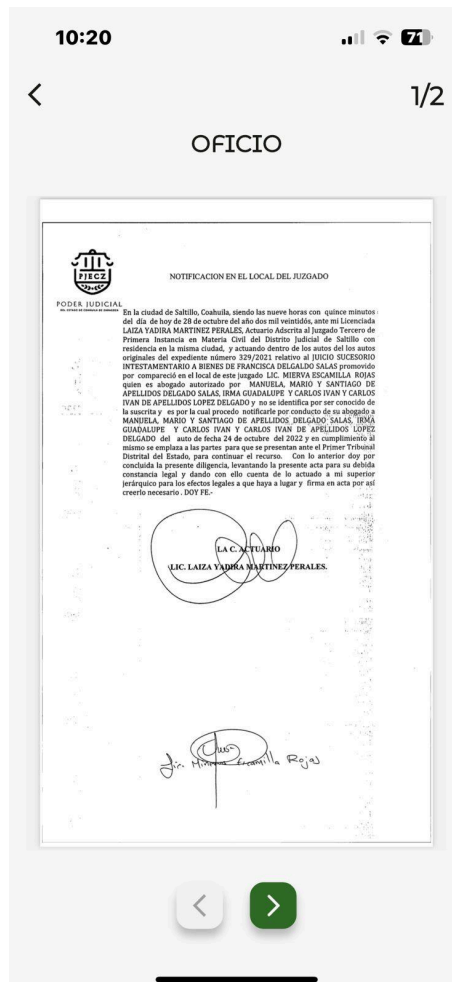 10:20
71
1/2
OFICIO
PJECZ
PODER JUDICIAL
DEL ESTADO DE COAHUILA DE ZARAGOZA
NOTIFICACION EN EL LOCAL DEL JUZGADO
En la ciudad de Saltillo, Coahuila, siendo las nueve horas con quince minutos
del día de hoy de 28 de octubre del año dos mil veintidós, ante mi Licenciada
LAIZA YADIRA MARTINEZ PERALES, Actuario Adscrita al Juzgado Tercero de
Primera Instancia en Materia Civil del Distrito Judicial de Saltillo con
residencia en la misma ciudad, y actuando dentro de los autos del los autos
originales del expediente número 329/2021 relativo al JUICIO SUCESORIO
INTESTAMENTARIO A BIENES DE FRANCISCA DELGALDO SALAS promovido
por compareció en el local de este juzgado LIC. MIERVA ESCAMILLA ROJAS
quien es abogado autorizado por MANUELA, MARIO Y SANTIAGO DE
APELLIDOS DELGADO SALAS, IRMA GUADALUPE Y CARLOS IVAN Y CARLOS
IVAN DE APELLIDOS LOPEZ DELGADO y no se identifica por ser conocido de
la suscrita y es por la cual procedo notificarle por conducto de su abogado a
MANUELA, MARIO Y SANTIAGO DE APELLIDOS DELGADO SALAS, IRMA
GUADALUPE Y CARLOS IVAN Y CARLOS IVAN DE APELLIDOS LOPEZ
DELGADO del auto de fecha 24 de octubre del 2022 y en cumplimiento al
mismo se emplaza a las partes para que se presentan ante el Primer Tribunal
Distrital del Estado, para continuar el recurso. Con lo anterior doy por
concluida la presente diligencia, levantando la presente acta para su debida
constancia legal y dando con ello cuenta de lo actuado a mi superior
jerárquico para los efectos legales a que haya a lugar y firma en acta por así
creerlo necesario . DOY FE.-
LA C. ACTUARIO
LIC. LAIZA YADIRA MARTINEZ PERALES.
Lic. Minerva Escamilla Rojas